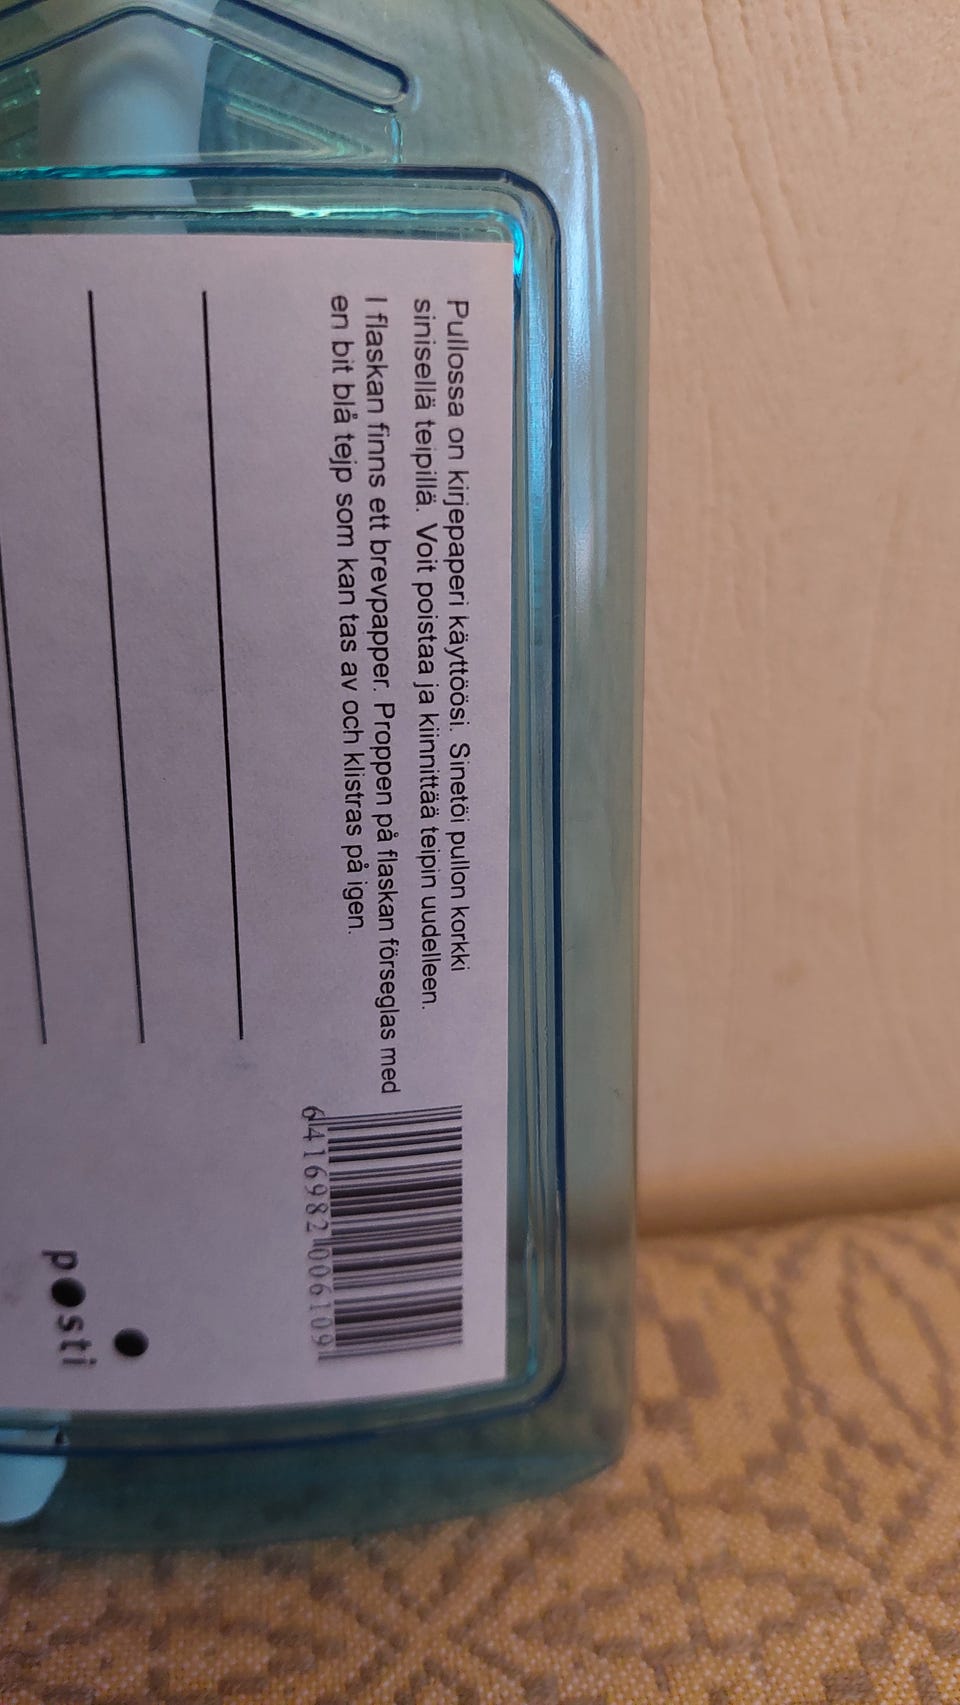 Pullossa on kirjepaperi käyttöösi. Sinetöi pullon korkki
sinisellä teipillä. Voit poistaa ja kiinnittää teipin uudelleen.
I flaskan finns ett brevpapper. Proppen på flaskan förseglas med
en bit blå tejp som kan tas av och klistras på igen.
6416982006109
posti